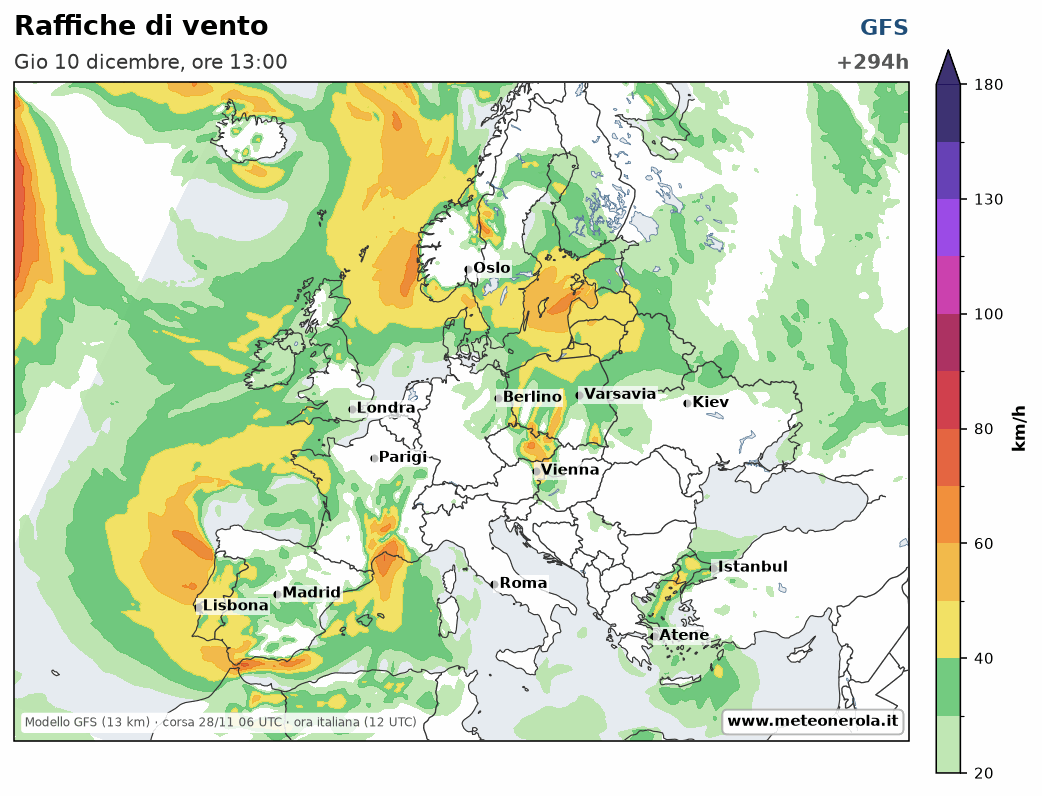 Raffiche di vento
GFS
Gio 10 dicembre, ore 13:00
+294h
180
130
100
80
60
40
20
km/h
Oslo
Berlino
Varsavia
Kiev
Londra
Parigi
Vienna
Istanbul
Roma
Madrid
Lisbona
Atene
Modello GFS (13 km) · corsa 28/11 06 UTC · ora italiana (12 UTC)
www.meteonerola.it